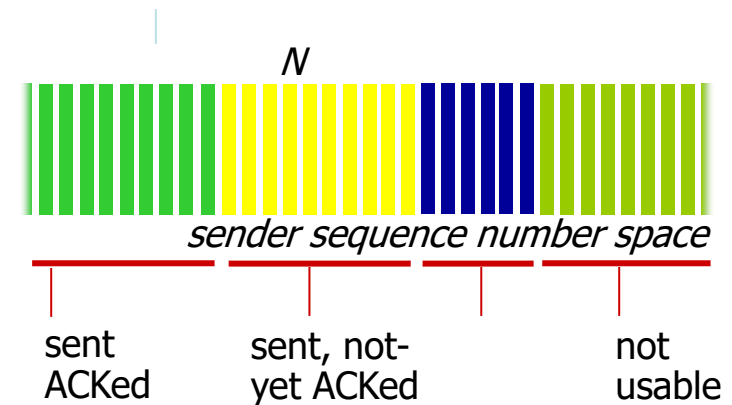 N
sender sequence number space
sent
ACKed
sent, not-
yet ACKed
not
usable